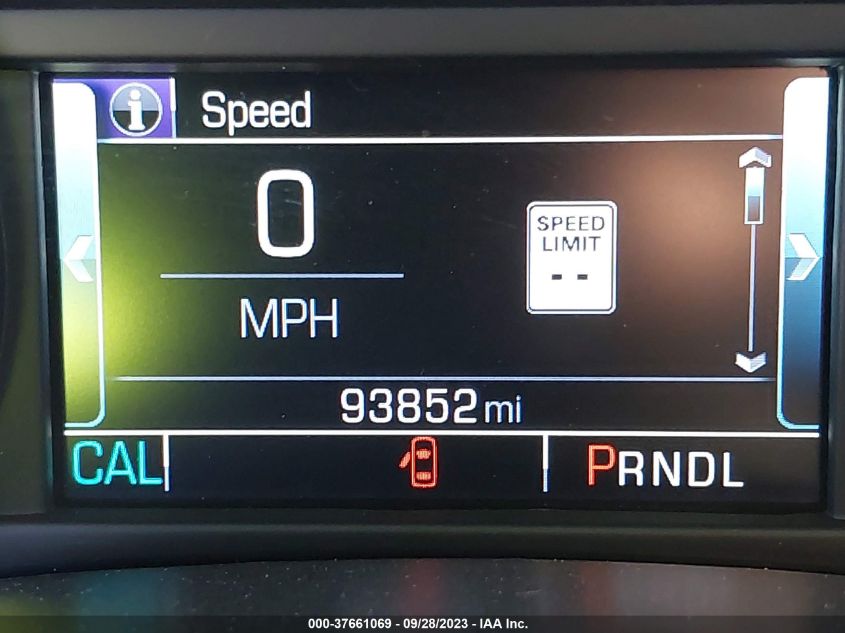 i Speed
0
MPH
SPEED
LIMIT
--
93852 mi
CAL
PRNDL
000-37661069 - 09/28/2023 - IAA Inc.